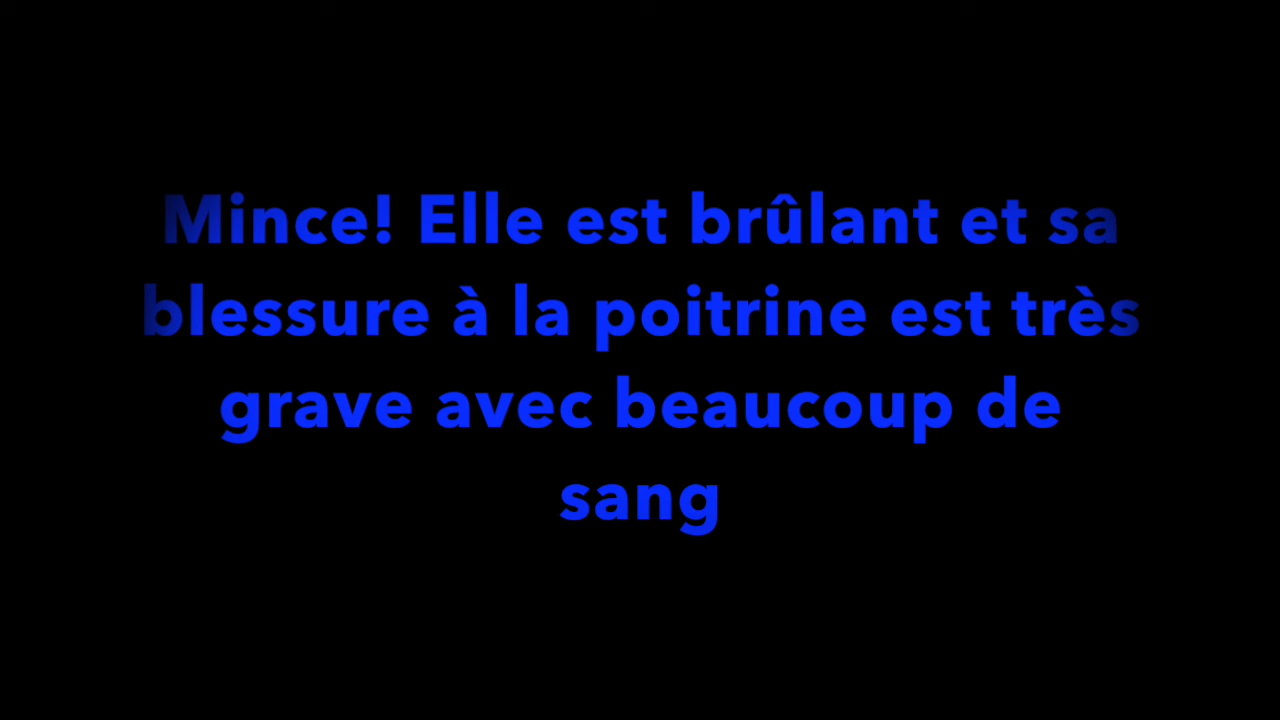 Mince! Elle est brûlant et sa
blessure à la poitrine est très
grave avec beaucoup de
sang